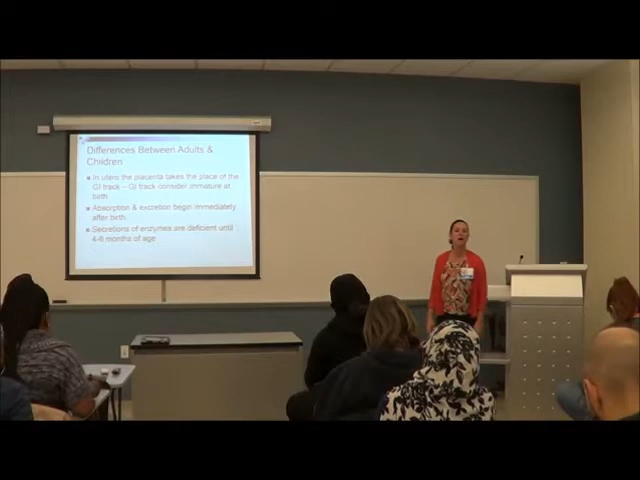 Differences Between Adults &
Children
In utero the placenta takes the place of the
GI track – GI track consider immature at
birth
Absorption & excretion begin immediately
after birth.
Secretions of enzymes are deficient until
4-6 months of age